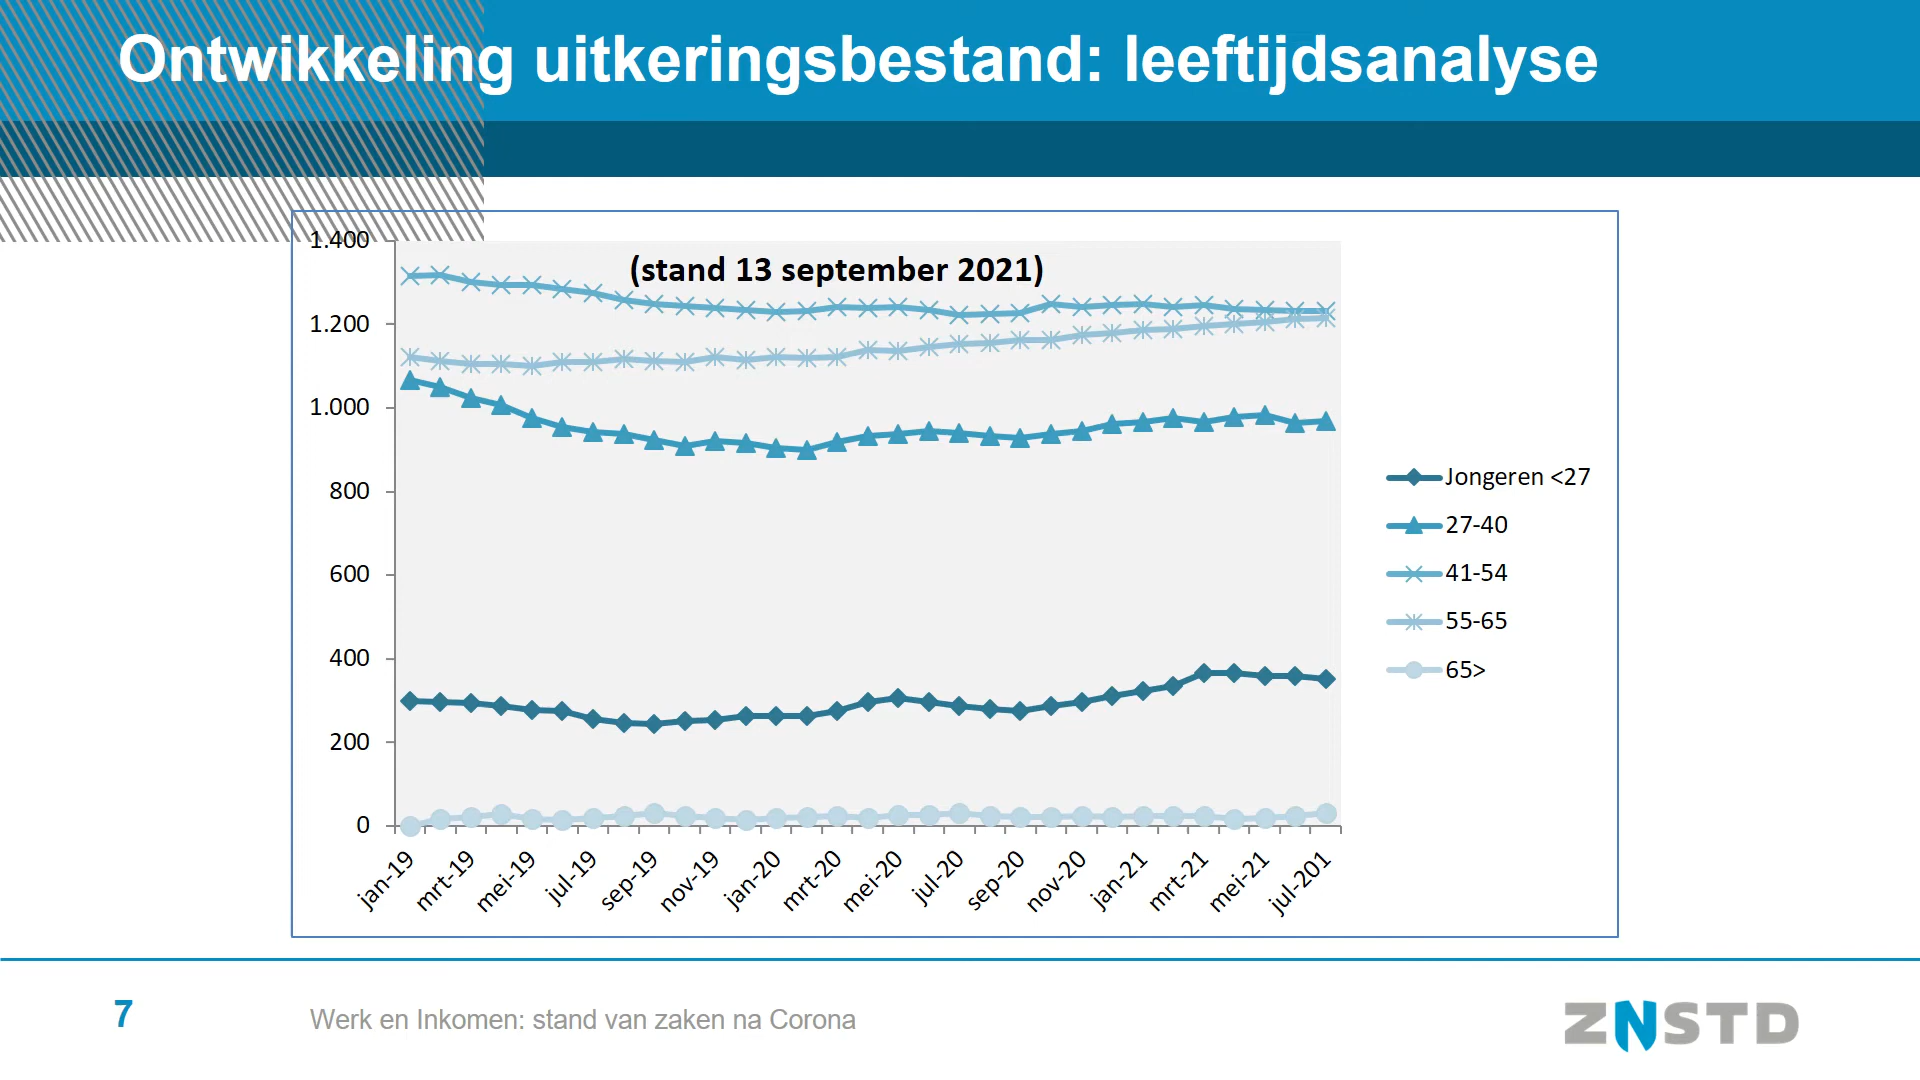 Ontwikkeling uitkeringsbestand: leeftijdsanalyse
(stand 13 september 2021)
1.400
1.200
1.000
800
600
400
200
0
jan-19
mrt-19
mei-19
jul-19
sep-19
nov-19
jan-20
mrt-20
mei-20
jul-20
sep-20
nov-20
jan-21
mrt-21
mei-21
jul-201
Jongeren <27
27-40
41-54
55-65
65>
7
Werk en Inkomen: stand van zaken na Corona
ZNSTD